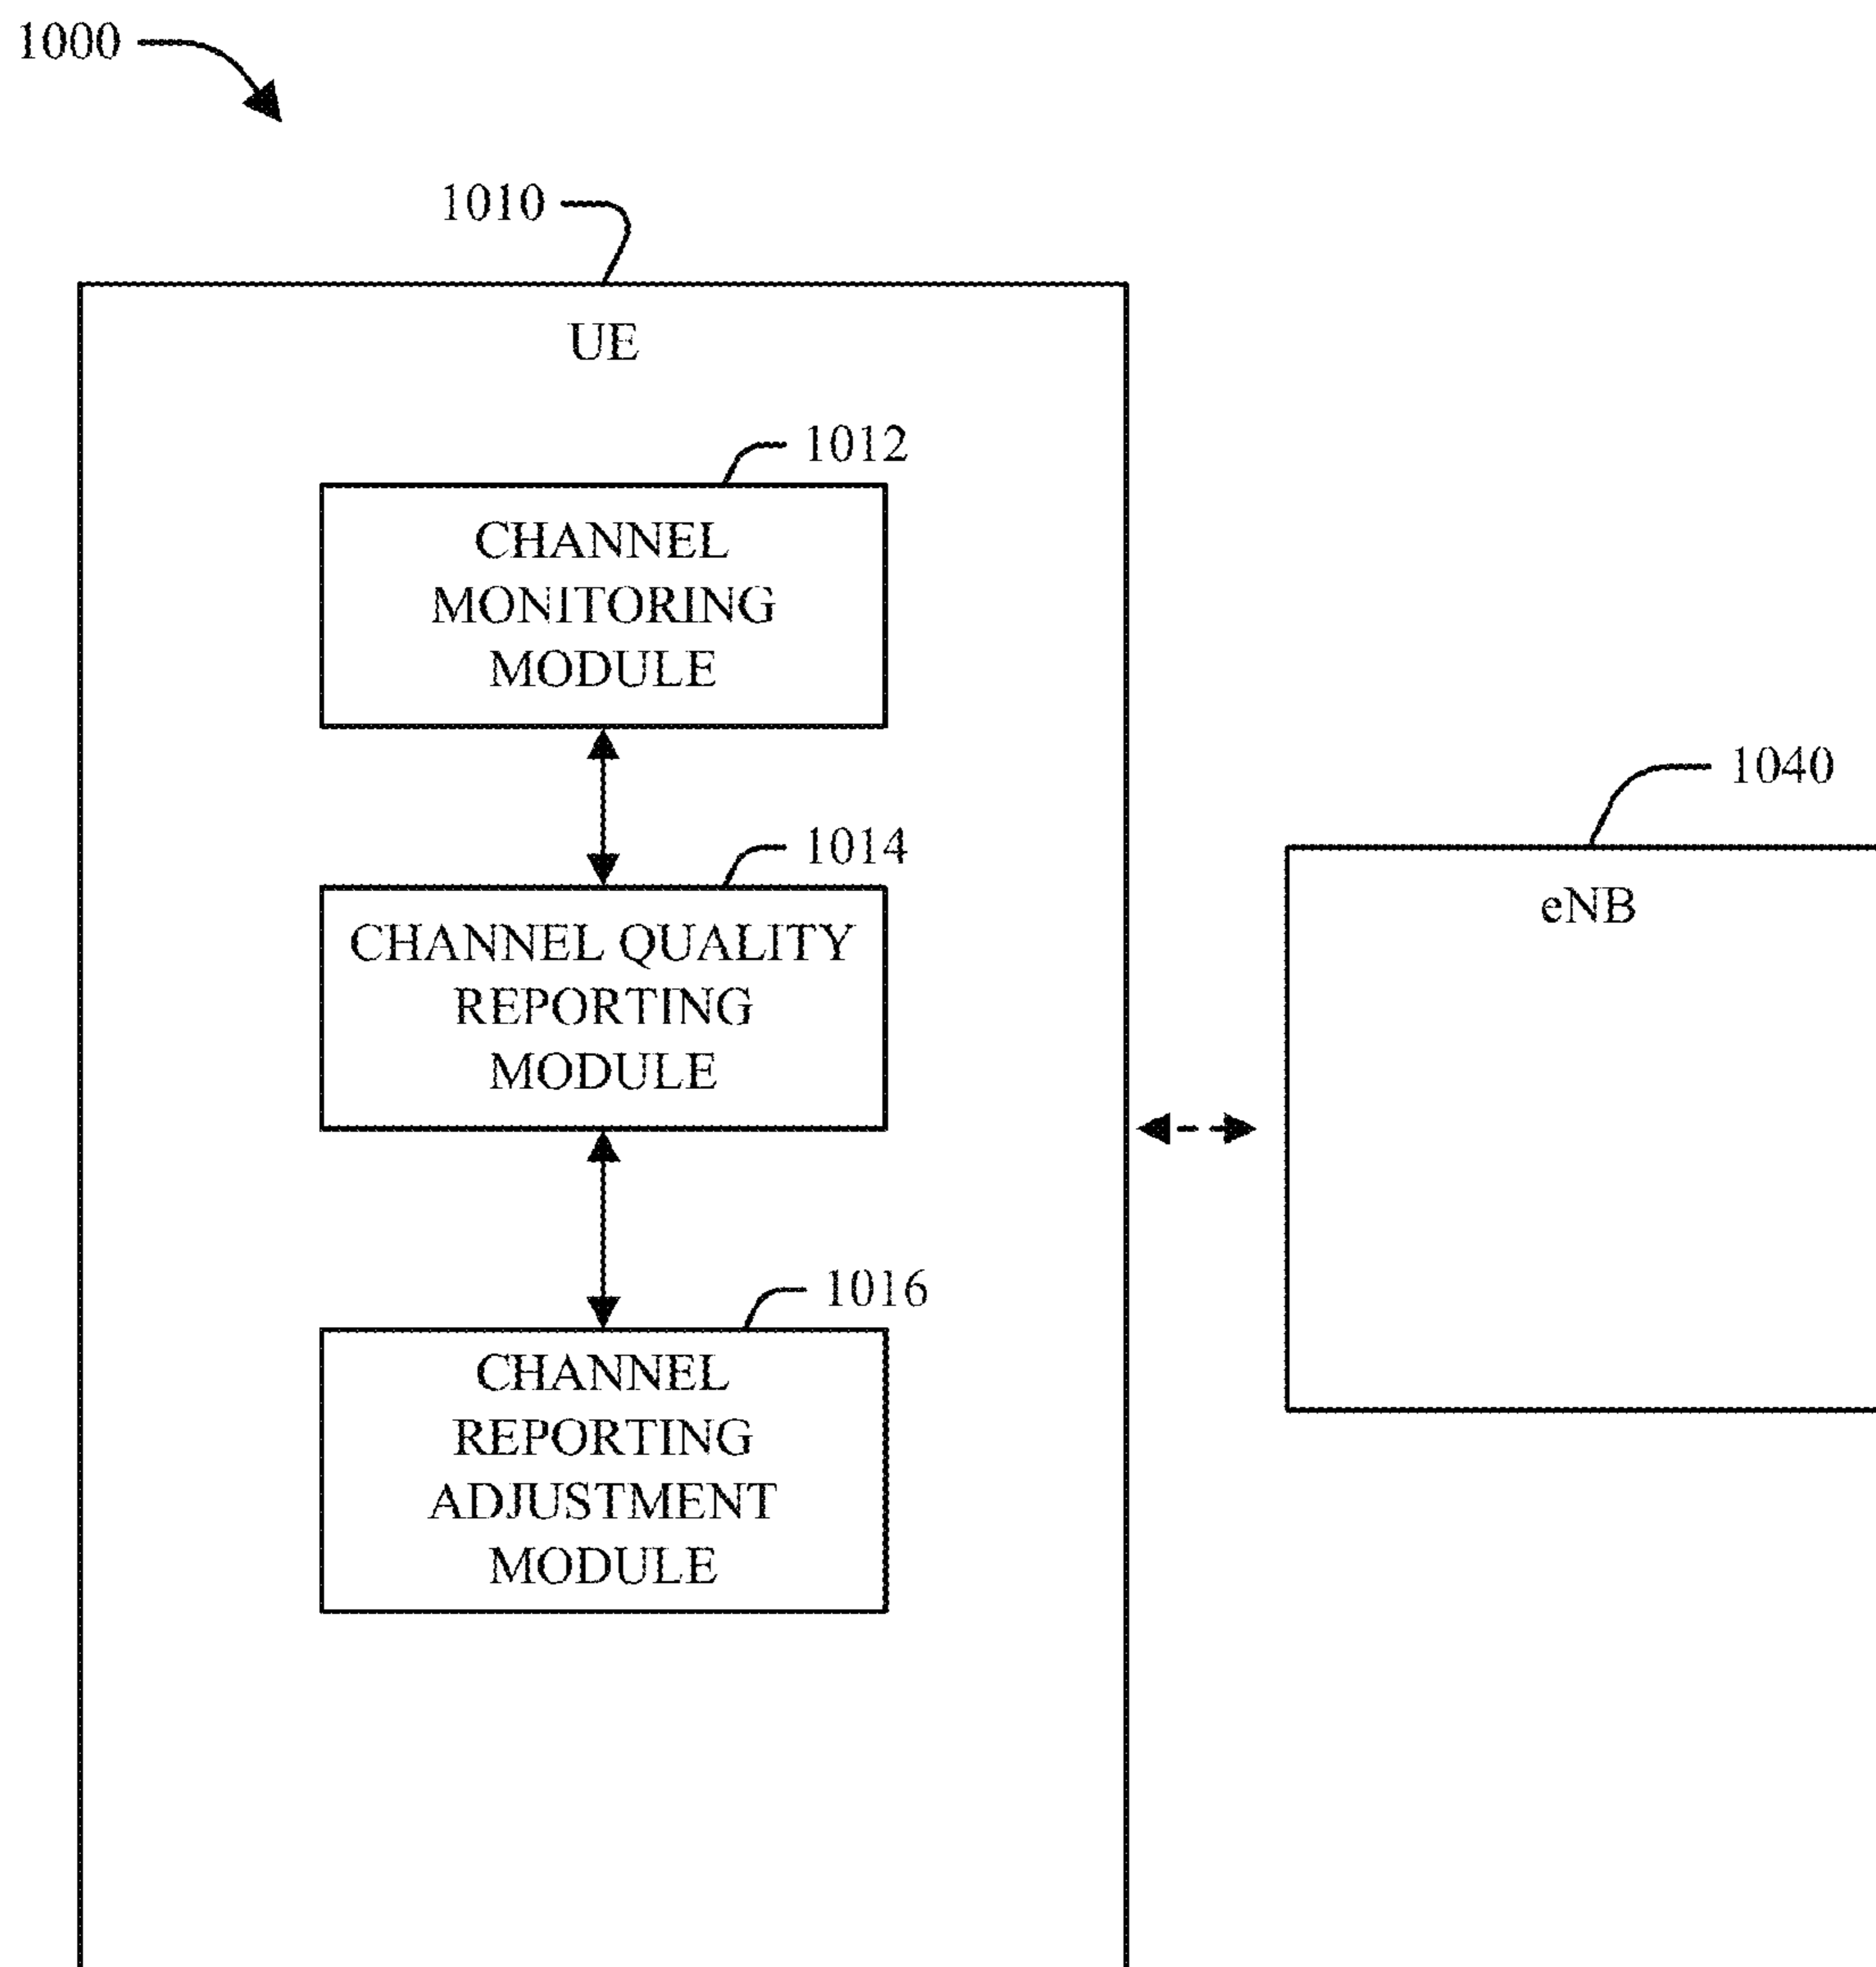 1000
1010
UE
1012
CHANNEL
MONITORING
MODULE
1014
CHANNEL QUALITY
REPORTING
MODULE
1016
CHANNEL
REPORTING
ADJUSTMENT
MODULE
1040
eNB